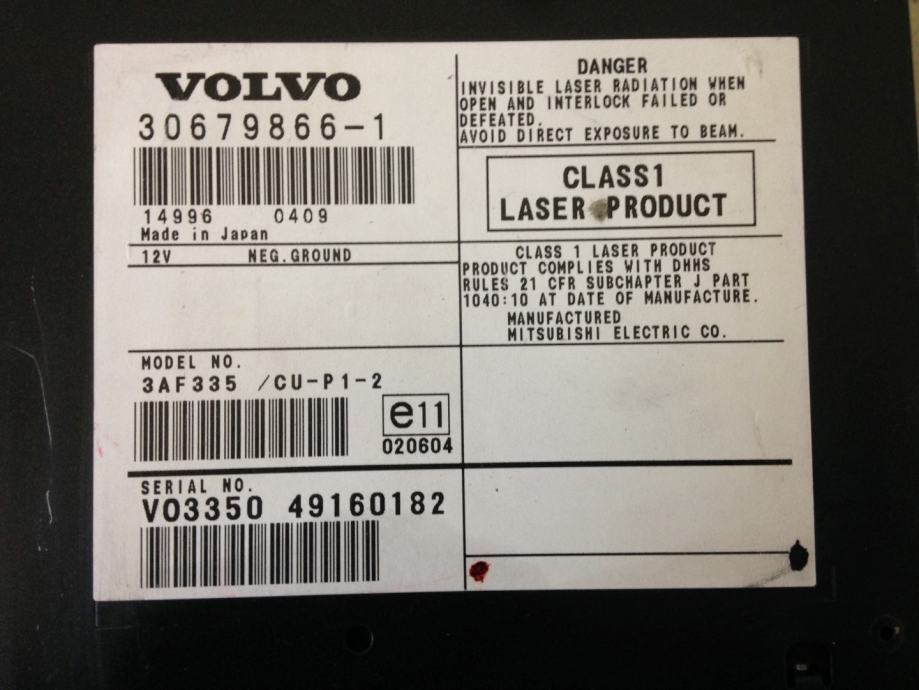 VOLVO
30679866-1
14996 0409
Made in Japan
12V NEG.GROUND
MODEL NO.
3AF335 /CU-P1-2
e11
020604
SERIAL NO.
VO3350 49160182
DANGER
INVISIBLE LASER RADIATION WHEN
OPEN AND INTERLOCK FAILED OR
DEFEATED.
AVOID DIRECT EXPOSURE TO BEAM.
CLASS1
LASER PRODUCT
CLASS 1 LASER PRODUCT
PRODUCT COMPLIES WITH DHHS
RULES 21 CFR SUBCHAPTER J PART
1040:10 AT DATE OF MANUFACTURE.
MANUFACTURED
MITSUBISHI ELECTRIC CO.